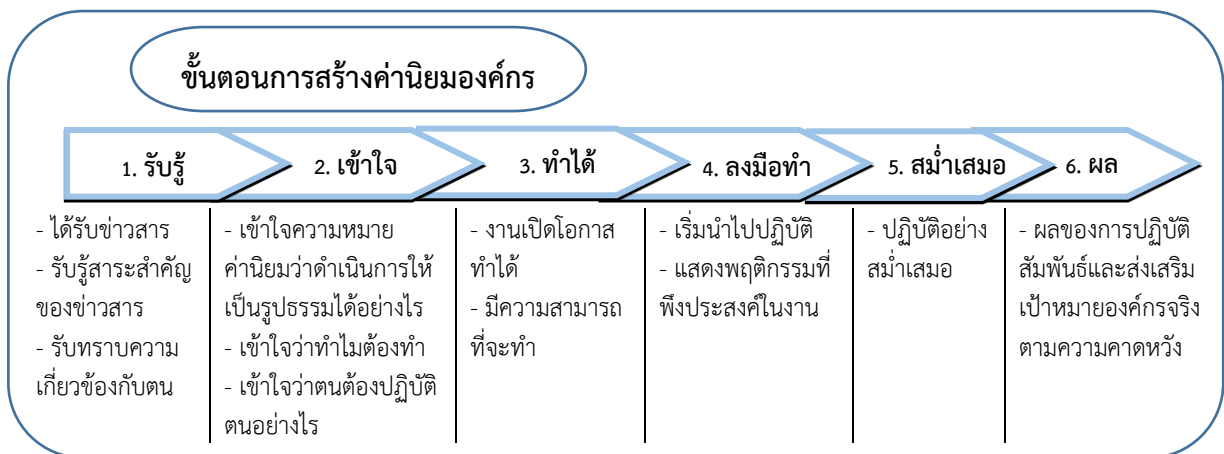 ขั้นตอนการสร้างค่านิยมองค์กร
1. รับรู้
2. เข้าใจ
3. ทำได้
4. ลงมือทำ
5. สม่ำเสมอ
6. ผล
- ได้รับข่าวสาร
- รับรู้สาระสำคัญ
ของข่าวสาร
- รับทราบความ
เกี่ยวข้องกับตน
- เข้าใจความหมาย
ค่านิยมว่าดำเนินการให้
เป็นรูปธรรมได้อย่างไร
- เข้าใจว่าทำไมต้องทำ
- เข้าใจว่าตนต้องปฏิบัติ
ตนอย่างไร
- งานเปิดโอกาส
ทำได้
- มีความสามารถ
ที่จะทำ
- เริ่มนำไปปฏิบัติ
- แสดงพฤติกรรมที่
พึงประสงค์ในงาน
- ปฏิบัติอย่าง
สม่ำเสมอ
- ผลของการปฏิบัติ
สัมพันธ์และส่งเสริม
เป้าหมายองค์กรจริง
ตามความคาดหวัง